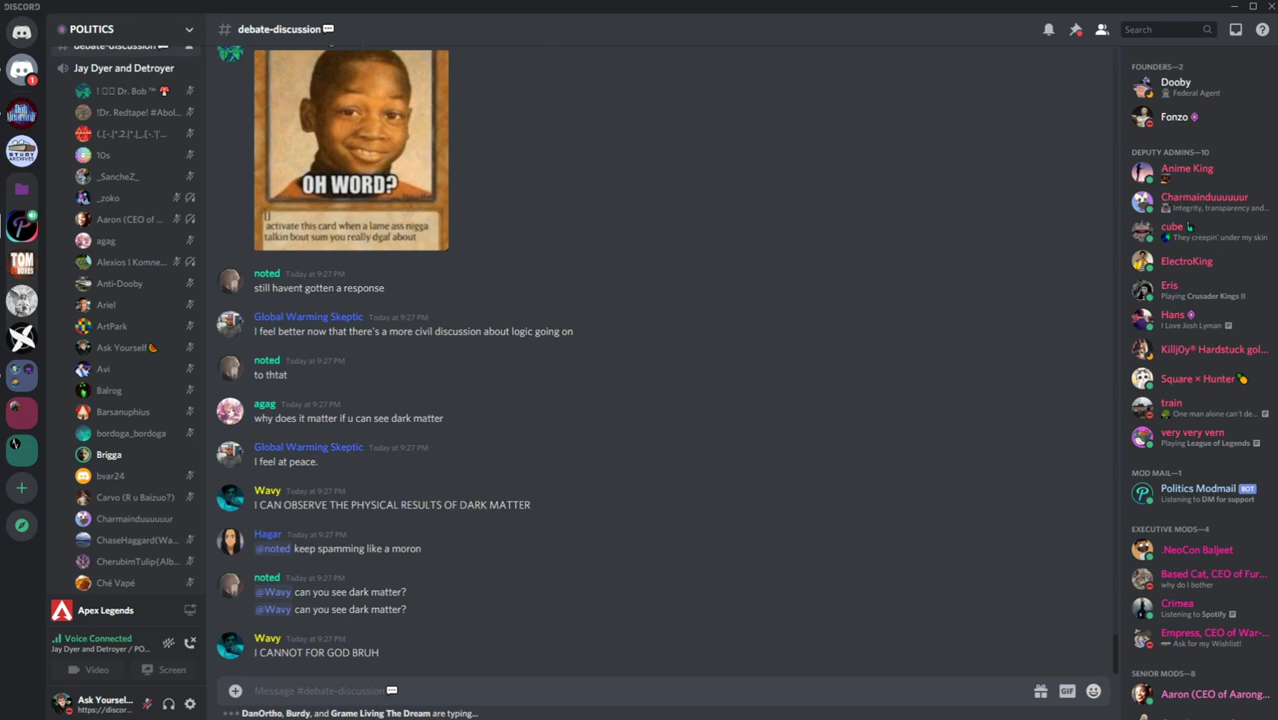 DISCORD
POLITICS
debate-discussion
Jay Dyer and Detroyer
Dr. Bob ™
!Dr. Redtape! #Abol...
10s
_SancheZ_
_zoko
Aaron (CEO of ...
agag
Alexios I Komne...
Anti-Dooby
Ariel
ArtPark
Ask Yourself
Avi
Balrog
Barsanuphius
bordoga_bordoga
Brigga
bvar24
Carvo (R u Baizuo?)
Charmainduuuuuur
ChaseHaggard(Wa...
CherubimTulip{Alb...
Ché Vapé
Apex Legends
Voice Connected
Jay Dyer and Detroyer / PO...
Video
Screen
Ask Yoursel...
https://discor...
TOM
BOXES
1
# debate-discussion
OH WORD?
activate this card when a lame ass nigga
talkin bout sum you really dgaf about
noted Today at 9:27 PM
still havent gotten a response
Global Warming Skeptic Today at 9:27 PM
I feel better now that there's a more civil discussion about logic going on
noted Today at 9:27 PM
to thtat
agag Today at 9:27 PM
why does it matter if u can see dark matter
Global Warming Skeptic Today at 9:27 PM
I feel at peace.
Wavy Today at 9:27 PM
I CAN OBSERVE THE PHYSICAL RESULTS OF DARK MATTER
Hagar Today at 9:27 PM
@noted keep spamming like a moron
noted Today at 9:27 PM
@Wavy can you see dark matter?
@Wavy can you see dark matter?
Wavy Today at 9:27 PM
I CANNOT FOR GOD BRUH
Message #debate-discussion
GIF
DanOrtho, Burdy, and Grame Living The Dream are typing...
Search
FOUNDERS—2
Dooby
Federal Agent
Fonzo
DEPUTY ADMINS—10
Anime King
Charmainduuuuuur
Integrity, transparency and...
cube
They creepin' under my skin
ElectroKing
Eris
Playing Crusader Kings II
Hans
I Love Josh Lyman
Killj0y® Hardstuck gol...
Square × Hunter
train
One man alone can't de...
very very vern
Playing League of Legends
MOD MAIL—1
Politics Modmail BOT
Listening to DM for support
EXECUTIVE MODS—4
.NeoCon Baljeet
Based Cat, CEO of Fur...
why do I bother
Crimea
Listening to Spotify
Empress, CEO of War-...
Ask for my Wishlist!
SENIOR MODS—8
Aaron (CEO of Aarong...